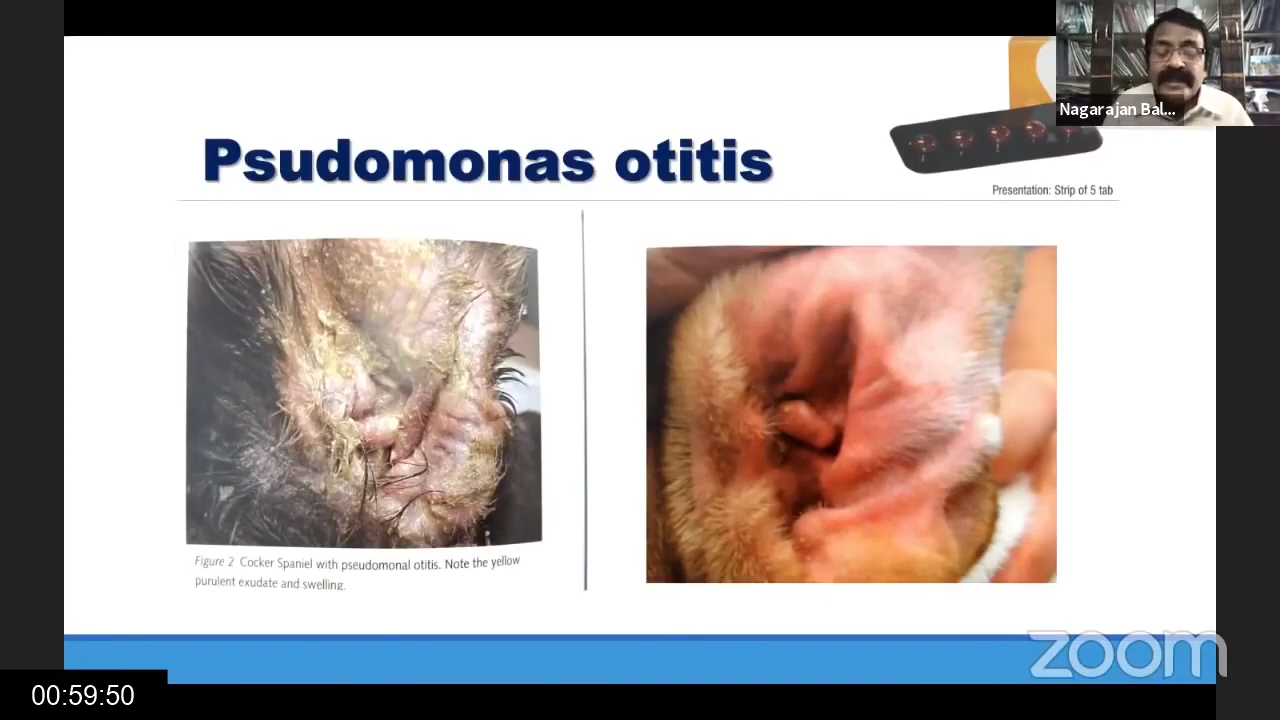 Nagarajan Bal...
Psudomonas otitis
Presentation: Strip of 5 tab
Figure 2 Cocker Spaniel with pseudomonal otitis. Note the yellow
purulent exudate and swelling.
zoom
00:59:50